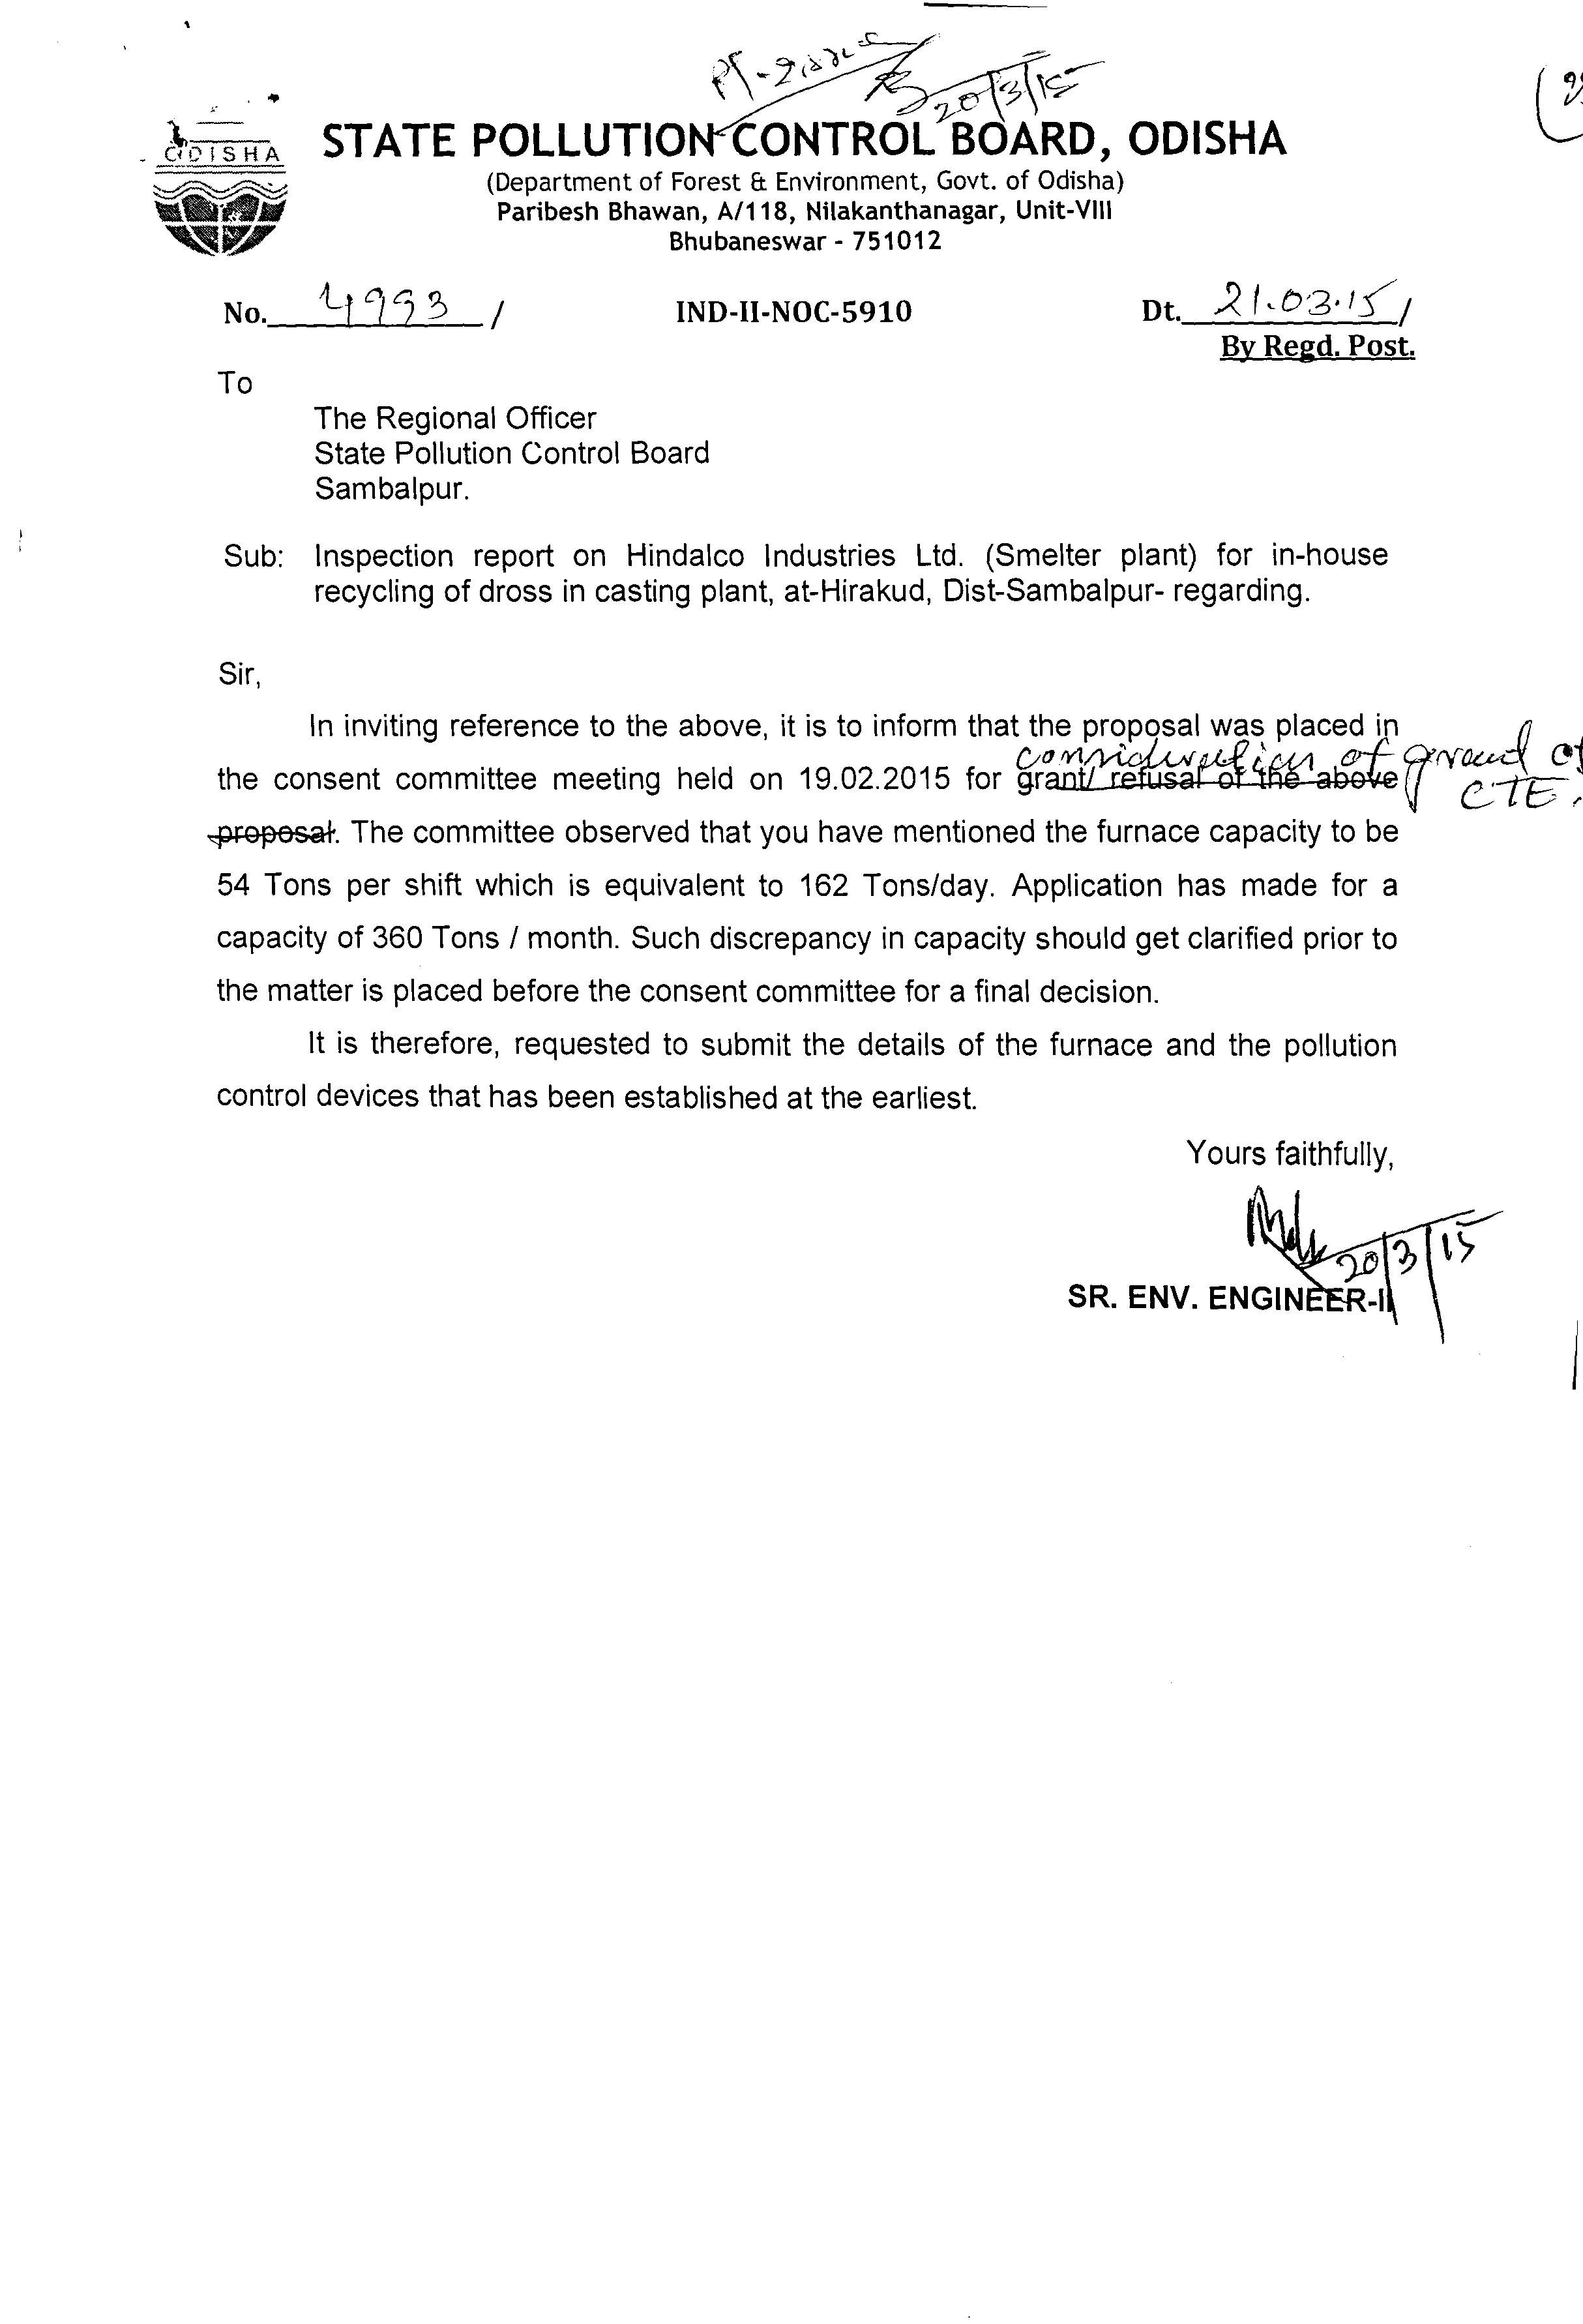 20/3/15
ODISHA
STATE POLLUTION CONTROL BOARD, ODISHA
(Department of Forest & Environment, Govt. of Odisha)
Paribesh Bhawan, A/118, Nilakanthanagar, Unit-VIII
Bhubaneswar - 751012
No. 4993 / IND-II-NOC-5910 Dt. 21.03.15 /
By Regd. Post.
To
The Regional Officer
State Pollution Control Board
Sambalpur.
Sub: Inspection report on Hindalco Industries Ltd. (Smelter plant) for in-house
recycling of dross in casting plant, at-Hirakud, Dist-Sambalpur- regarding.
Sir,
In inviting reference to the above, it is to inform that the proposal was placed in
consideration of grant of
CTE.
the consent committee meeting held on 19.02.2015 for grant/ refusal of the above
proposal. The committee observed that you have mentioned the furnace capacity to be
54 Tons per shift which is equivalent to 162 Tons/day. Application has made for a
capacity of 360 Tons / month. Such discrepancy in capacity should get clarified prior to
the matter is placed before the consent committee for a final decision.
It is therefore, requested to submit the details of the furnace and the pollution
control devices that has been established at the earliest.
Yours faithfully,
20/3/15
SR. ENV. ENGINEER-II